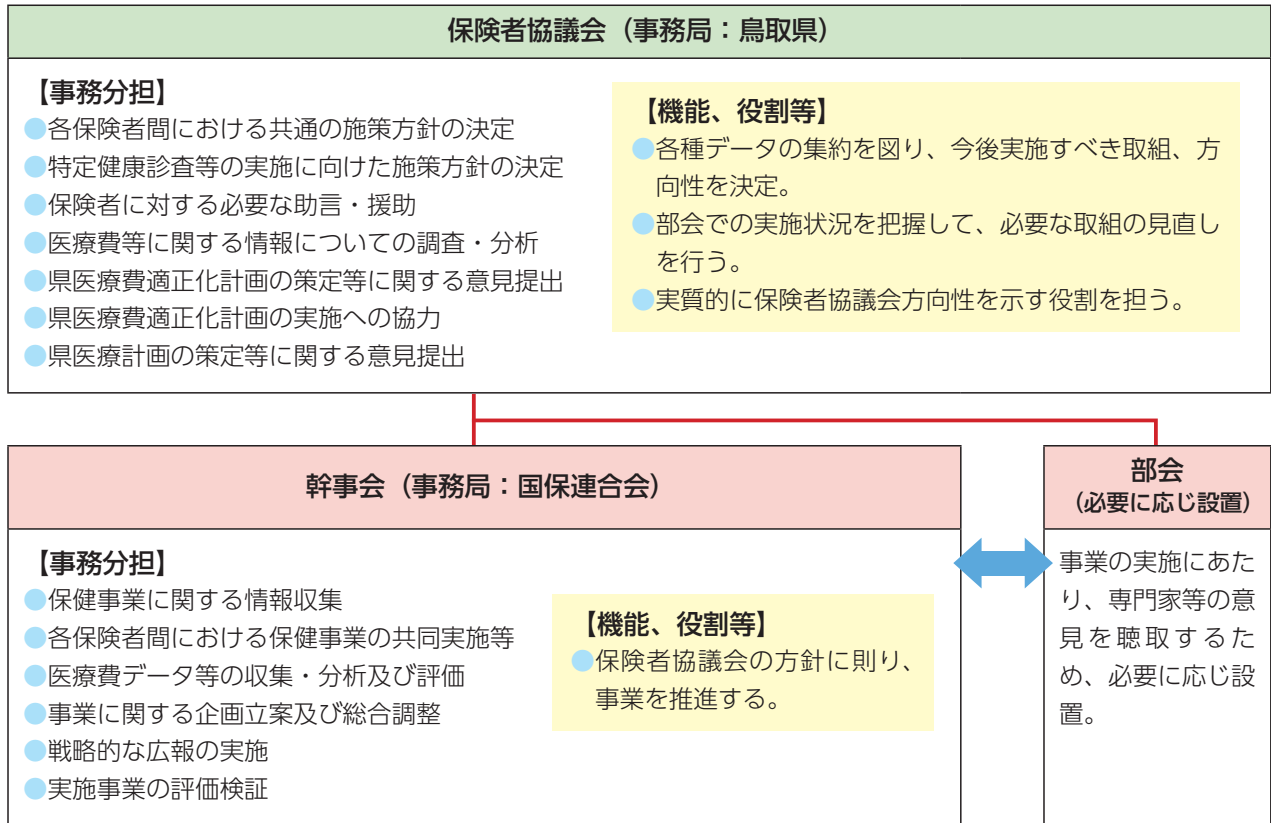 保険者協議会（事務局：鳥取県）
【事務分担】
●各保険者間における共通の施策方針の決定
●特定健康診査等の実施に向けた施策方針の決定
●保険者に対する必要な助言・援助
●医療費等に関する情報についての調査・分析
●県医療費適正化計画の策定等に関する意見提出
●県医療費適正化計画の実施への協力
●県医療計画の策定等に関する意見提出
【機能、役割等】
●各種データの集約を図り、今後実施すべき取組、方
向性を決定。
●部会での実施状況を把握して、必要な取組の見直し
を行う。
●実質的に保険者協議会方向性を示す役割を担う。
幹事会（事務局：国保連合会）
【事務分担】
●保健事業に関する情報収集
●各保険者間における保健事業の共同実施等
●医療費データ等の収集・分析及び評価
●事業に関する企画立案及び総合調整
●戦略的な広報の実施
●実施事業の評価検証
【機能、役割等】
●保険者協議会の方針に則り、
事業を推進する。
部会
（必要に応じ設置）
事業の実施にあた
り、専門家等の意
見を聴取するた
め、必要に応じ設
置。